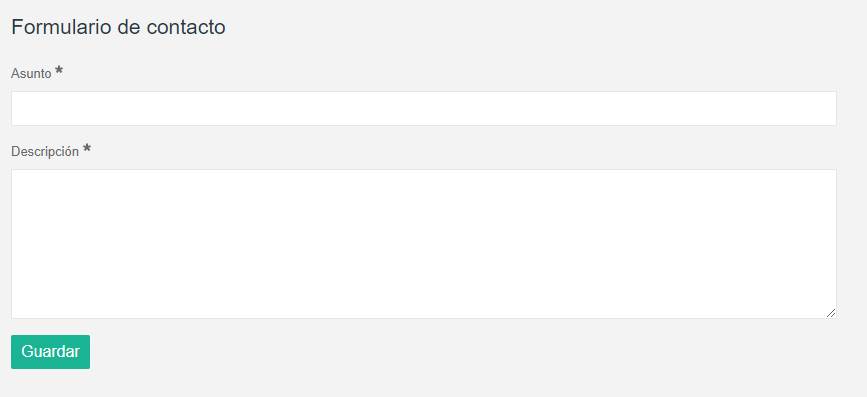 Formulario de contacto
Asunto *
Descripción *
Guardar